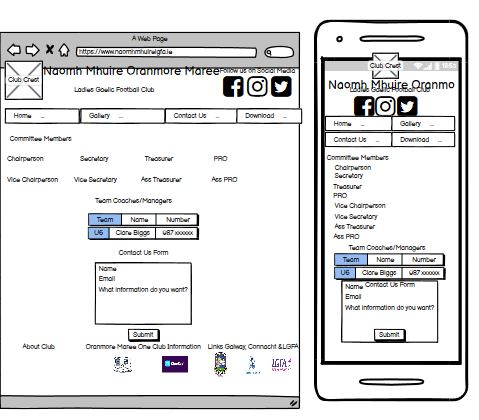 A Web Page
https://www.naomhmhuirelgfa.ie
Club Crest
Naomh Mhuire Oranmore Maree
Follow us on Social Media
Ladies Gaelic Football Club
Home ... Gallery ... Contact Us ... Download ...
Committee Members
Chairperson Secretary Treasurer PRO
Vice Chairperson Vice Secretary Ass Treasurer Ass PRO
Team Coaches/Managers
Team Name Number
U6 Clare Biggs 087 xxxxxx
Contact Us Form
Name
Email
What information do you want?
Submit
About Club Oranmore Maree One Club Information Links Galway, Connacht &LGFA
LGFA
Club Crest
Naomh Mhuire Oranmo
Ladies Gaelic Football Club
Home ... Gallery ...
Contact Us ... Download ...
Committee Members
Chairperson
Secretary
Treasurer
PRO
Vice Chairperson
Vice Secretary
Ass Treasurer
Ass PRO
Team Coaches/Managers
Team Name Number
U6 Clare Biggs 087 xxxxxx
Contact Us Form
Name
Email
What information do you want?
Submit